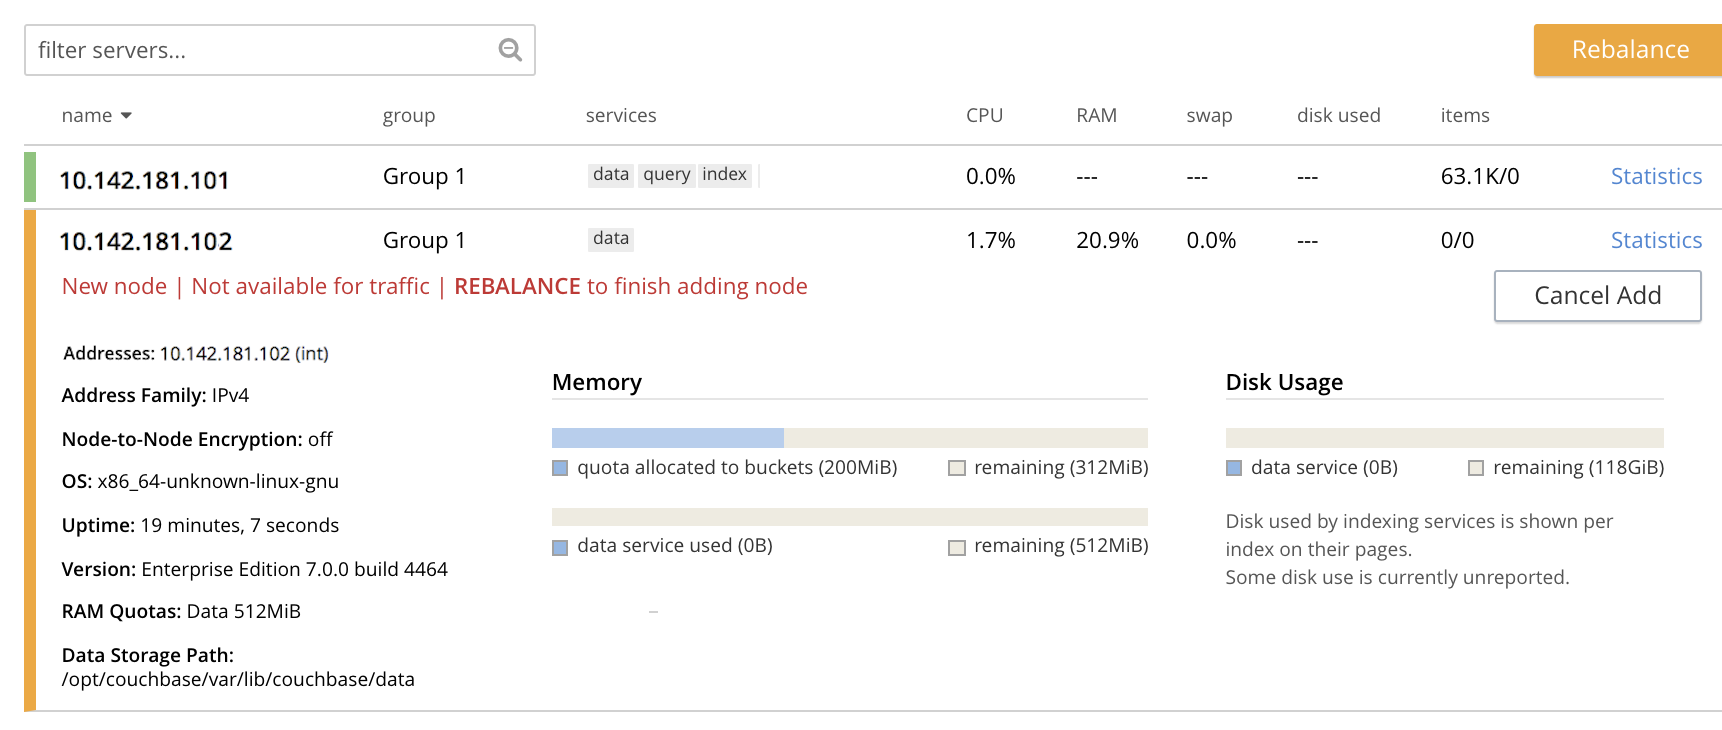 filter servers...
Rebalance
name group services CPU RAM swap disk used items
10.142.181.101 Group 1 data query index 0.0% --- --- --- 63.1K/0 Statistics
10.142.181.102 Group 1 data 1.7% 20.9% 0.0% --- 0/0 Statistics
New node | Not available for traffic | REBALANCE to finish adding node
Cancel Add
Addresses: 10.142.181.102 (int)
Address Family: IPv4
Node-to-Node Encryption: off
OS: x86_64-unknown-linux-gnu
Uptime: 19 minutes, 7 seconds
Version: Enterprise Edition 7.0.0 build 4464
RAM Quotas: Data 512MiB
Data Storage Path:
/opt/couchbase/var/lib/couchbase/data
Memory
quota allocated to buckets (200MiB) remaining (312MiB)
data service used (0B) remaining (512MiB)
Disk Usage
data service (0B) remaining (118GiB)
Disk used by indexing services is shown per
index on their pages.
Some disk use is currently unreported.